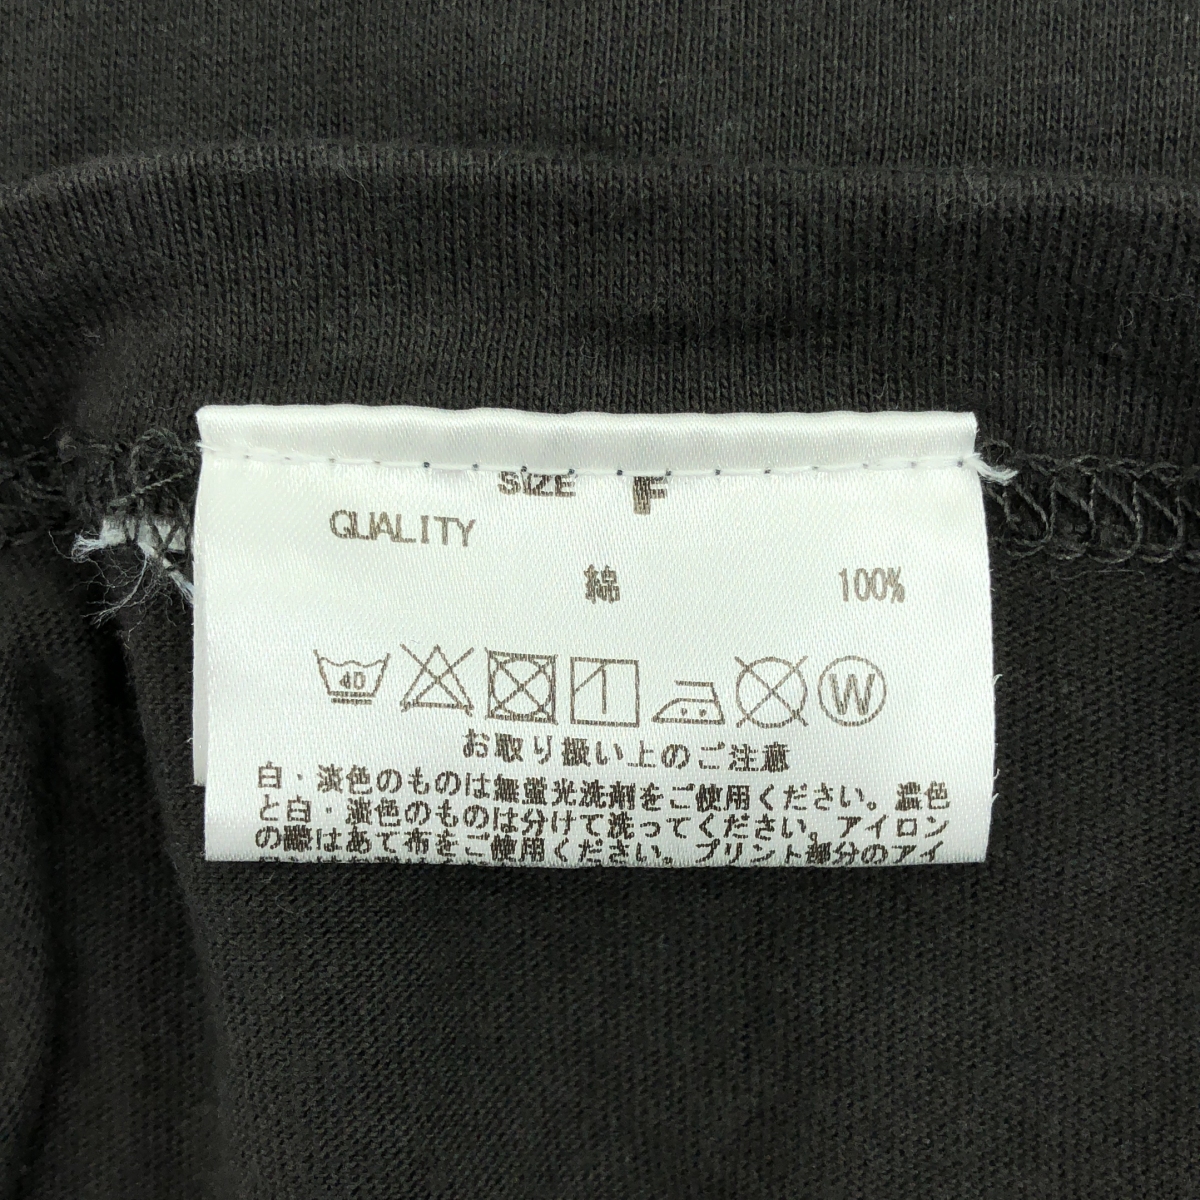 SIZE F
QUALITY
綿 100%
40 W
お取り扱い上のご注意
白・淡色のものは無蛍光洗剤をご使用ください。濃色
と白・淡色のものは分けて洗ってください。アイロン
の際はあて布をご使用ください。プリント部分のアイ